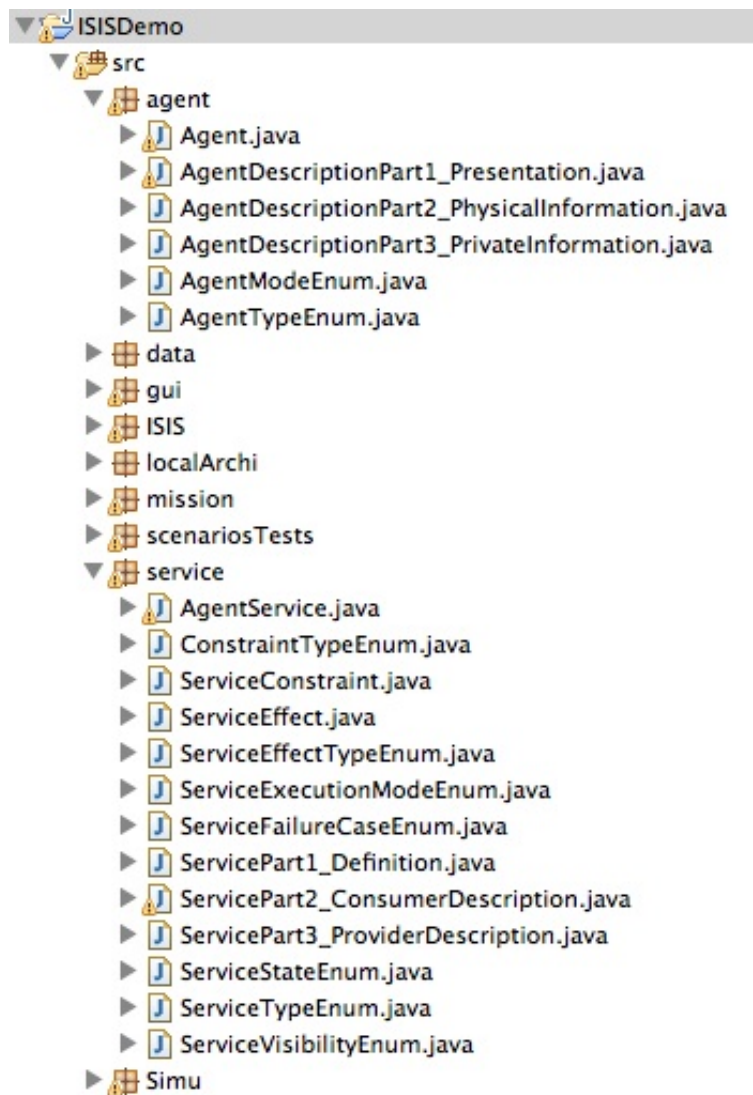 ISISDemo
src
agent
Agent.java
AgentDescriptionPart1_Presentation.java
AgentDescriptionPart2_PhysicalInformation.java
AgentDescriptionPart3_PrivateInformation.java
AgentModeEnum.java
AgentTypeEnum.java
data
gui
ISIS
localArchi
mission
scenariosTests
service
AgentService.java
ConstraintTypeEnum.java
ServiceConstraint.java
ServiceEffect.java
ServiceEffectTypeEnum.java
ServiceExecutionModeEnum.java
ServiceFailureCaseEnum.java
ServicePart1_Definition.java
ServicePart2_ConsumerDescription.java
ServicePart3_ProviderDescription.java
ServiceStateEnum.java
ServiceTypeEnum.java
ServiceVisibilityEnum.java
Simu